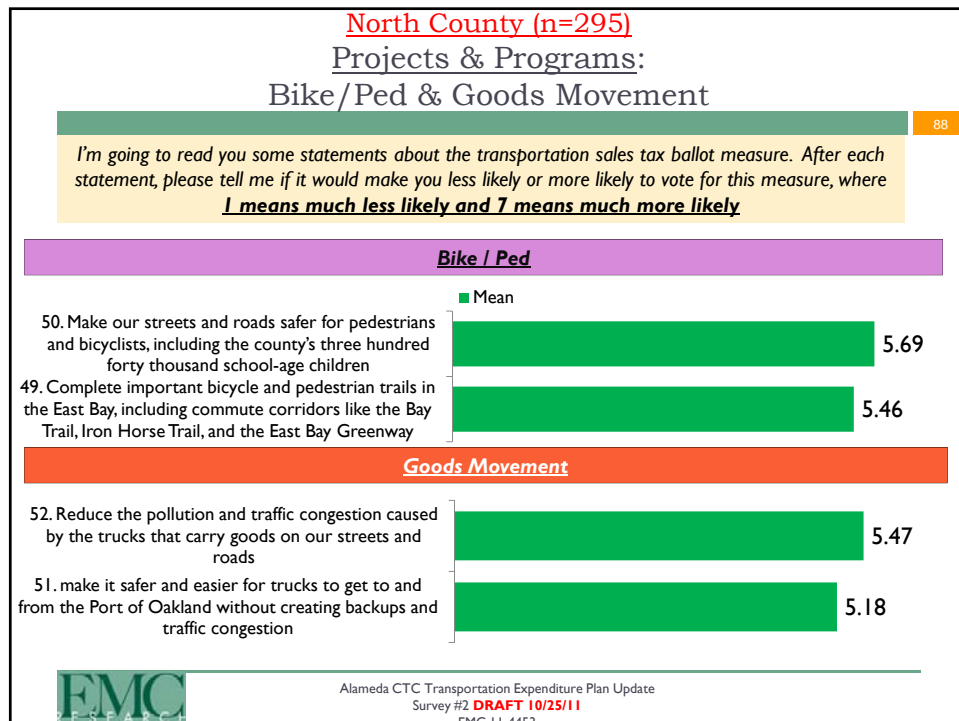 North County (n=295)
Projects & Programs:
Bike/Ped & Goods Movement
88
I'm going to read you some statements about the transportation sales tax ballot measure. After each
statement, please tell me if it would make you less likely or more likely to vote for this measure, where
1 means much less likely and 7 means much more likely
Bike / Ped
Mean
50. Make our streets and roads safer for pedestrians
and bicyclists, including the county's three hundred
forty thousand school-age children
5.69
49. Complete important bicycle and pedestrian trails in
the East Bay, including commute corridors like the Bay
Trail, Iron Horse Trail, and the East Bay Greenway
5.46
Goods Movement
52. Reduce the pollution and traffic congestion caused
by the trucks that carry goods on our streets and
roads
5.47
51. make it safer and easier for trucks to get to and
from the Port of Oakland without creating backups and
traffic congestion
5.18
EMC
RESEARCH
Alameda CTC Transportation Expenditure Plan Update
Survey #2 DRAFT 10/25/11
EMC 11-4452